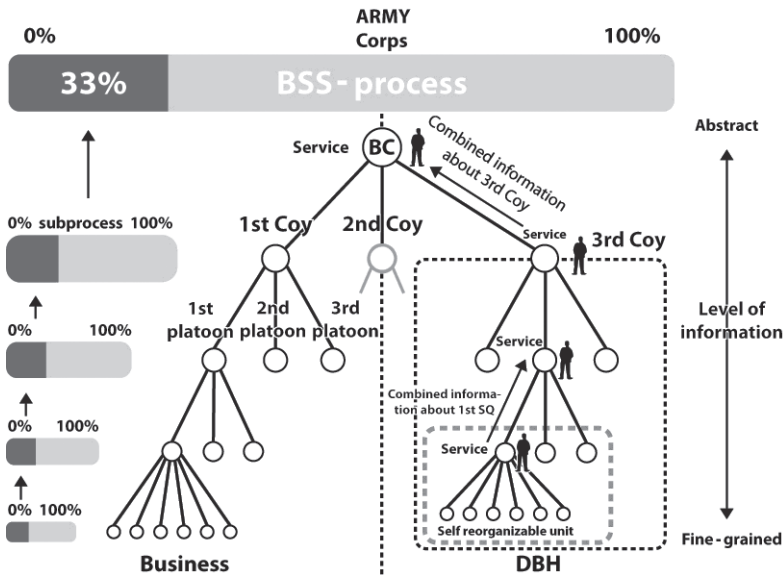 ARMY
Corps
0%
100%
33%
BSS-process
Service
BC
Combined information
about 3rd Coy
Abstract
0% subprocess 100%
1st Coy
2nd Coy
Service
3rd Coy
1st
platoon
2nd
platoon
3rd
platoon
Level of
information
0%
100%
Service
Combined informa-
tion about 1st SQ
0%
100%
Service
0%
100%
Self reorganizable unit
Business
DBH
Fine-grained